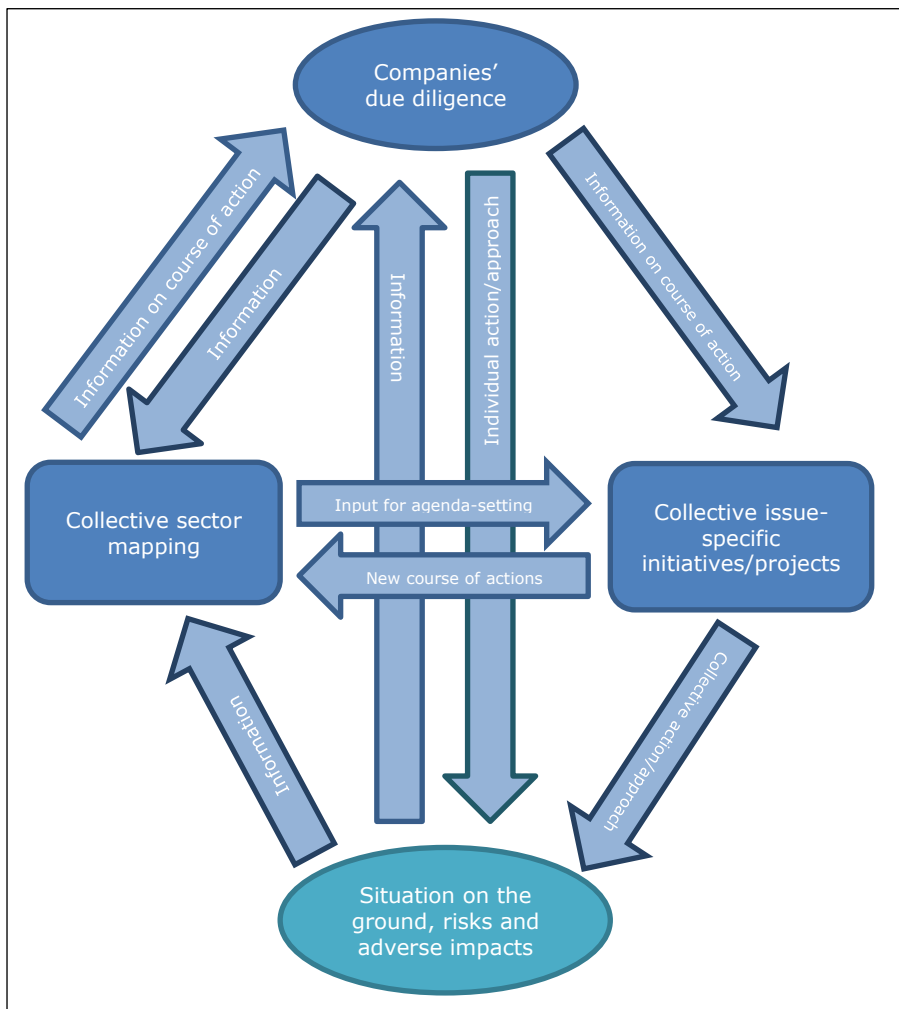 Companies’
due diligence
Information on course of action
Information
Information
Individual action/approach
Information on course of action
Collective sector
mapping
Input for agenda-setting
New course of actions
Collective issue-
specific
initiatives/projects
Information
Collective action/approach
Situation on the
ground, risks and
adverse impacts